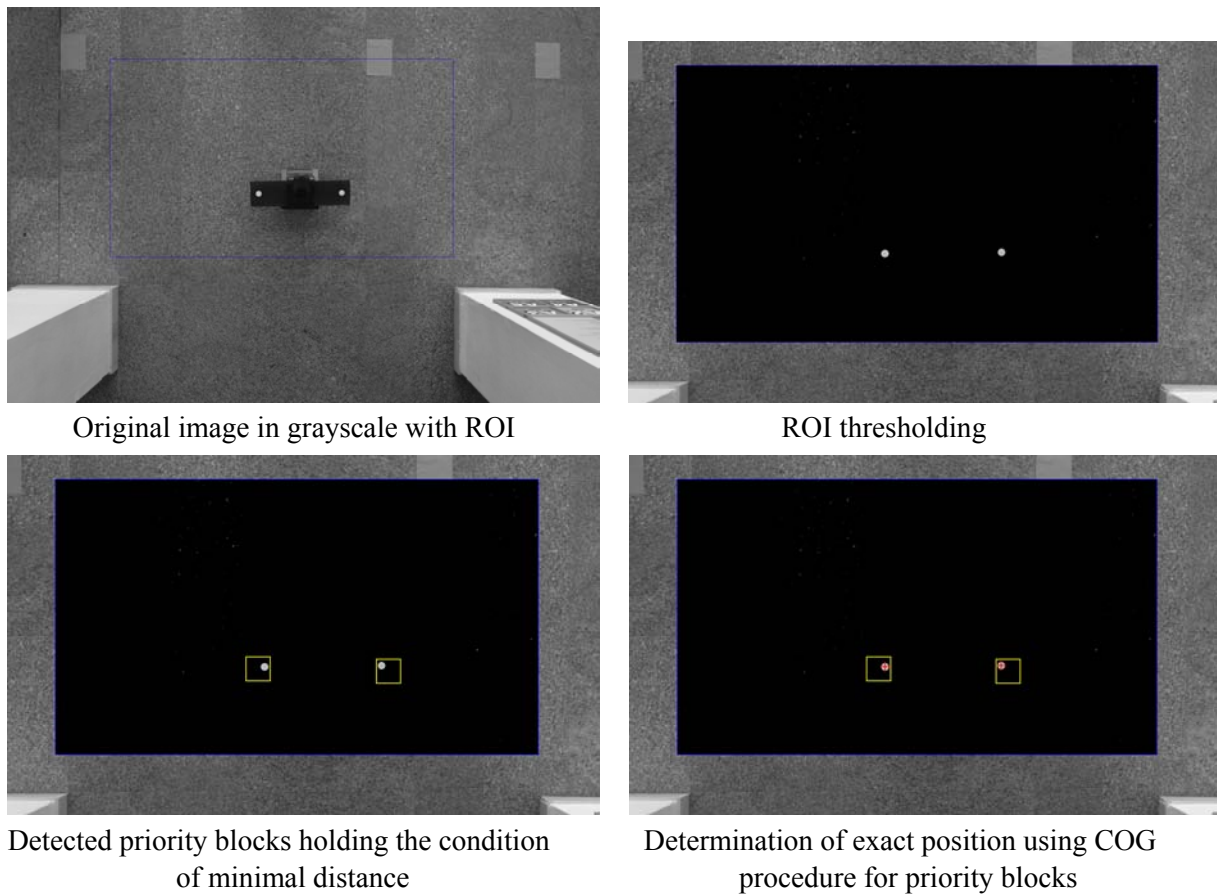 Original image in grayscale with ROI
ROI thresholding
Detected priority blocks holding the condition
of minimal distance
Determination of exact position using COG
procedure for priority blocks